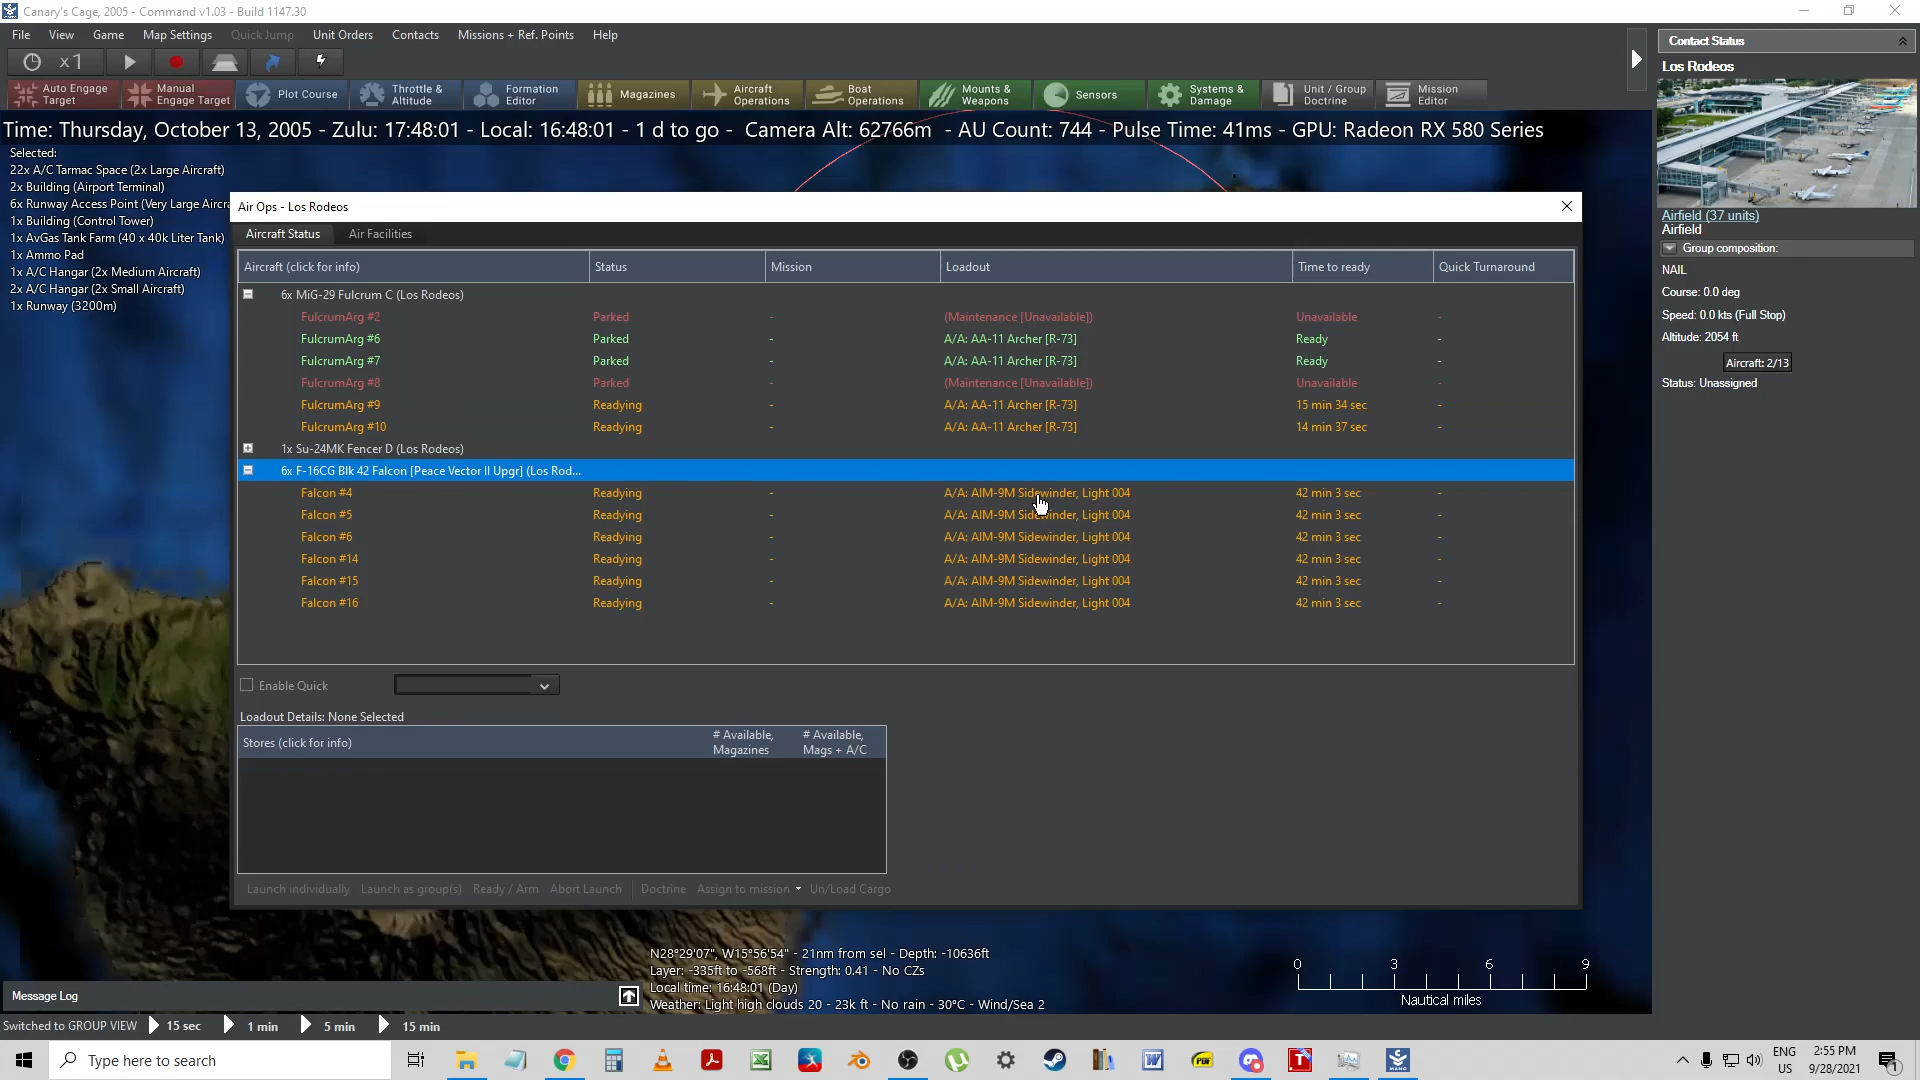 Canary's Cage, 2005 - Command v1.03 - Build 1147.30
File View Game Map Settings Quick Jump Unit Orders Contacts Missions + Ref. Points Help
x1
Auto Engage Target
Manual Engage Target
Plot Course
Throttle & Altitude
Formation Editor
Magazines
Aircraft Operations
Boat Operations
Mounts & Weapons
Sensors
Systems & Damage
Unit / Group Doctrine
Mission Editor
Time: Thursday, October 13, 2005 - Zulu: 17:48:01 - Local: 16:48:01 - 1 d to go - Camera Alt: 62766m - AU Count: 744 - Pulse Time: 41ms - GPU: Radeon RX 580 Series
Selected:
22x A/C Tarmac Space (2x Large Aircraft)
2x Building (Airport Terminal)
6x Runway Access Point (Very Large Aircra
1x Building (Control Tower)
1x AvGas Tank Farm (40 x 40k Liter Tank)
1x Ammo Pad
1x A/C Hangar (2x Medium Aircraft)
2x A/C Hangar (2x Small Aircraft)
1x Runway (3200m)
Air Ops - Los Rodeos
Aircraft Status Air Facilities
Aircraft (click for info) Status Mission Loadout Time to ready Quick Turnaround
6x MiG-29 Fulcrum C (Los Rodeos)
FulcrumArg #2 Parked - (Maintenance [Unavailable]) Unavailable -
FulcrumArg #6 Parked - A/A: AA-11 Archer [R-73] Ready -
FulcrumArg #7 Parked - A/A: AA-11 Archer [R-73] Ready -
FulcrumArg #8 Parked - (Maintenance [Unavailable]) Unavailable -
FulcrumArg #9 Readying - A/A: AA-11 Archer [R-73] 15 min 34 sec -
FulcrumArg #10 Readying - A/A: AA-11 Archer [R-73] 14 min 37 sec -
1x Su-24MK Fencer D (Los Rodeos)
6x F-16CG Blk 42 Falcon [Peace Vector II Upgr] (Los Rod...
Falcon #4 Readying - A/A: AIM-9M Sidewinder, Light 004 42 min 3 sec -
Falcon #5 Readying - A/A: AIM-9M Sidewinder, Light 004 42 min 3 sec -
Falcon #6 Readying - A/A: AIM-9M Sidewinder, Light 004 42 min 3 sec -
Falcon #14 Readying - A/A: AIM-9M Sidewinder, Light 004 42 min 3 sec -
Falcon #15 Readying - A/A: AIM-9M Sidewinder, Light 004 42 min 3 sec -
Falcon #16 Readying - A/A: AIM-9M Sidewinder, Light 004 42 min 3 sec -
Enable Quick
Loadout Details: None Selected
Stores (click for info) # Available, Magazines # Available, Mags + A/C
Launch individually Launch as group(s) Ready / Arm Abort Launch Doctrine Assign to mission Un/Load Cargo
Contact Status
Los Rodeos
Airfield (37 units)
Airfield
Group composition:
NAIL
Course: 0.0 deg
Speed: 0.0 kts (Full Stop)
Altitude: 2054 ft
Aircraft: 2/13
Status: Unassigned
N28°29'07", W15°56'54" - 21nm from sel - Depth: -10636ft
Layer: -335ft to -568ft - Strength: 0.41 - No CZs
Local time: 16:48:01 (Day)
Weather: Light high clouds 20 - 23k ft - No rain - 30°C - Wind/Sea 2
0 3 6 9
Nautical miles
Message Log
Switched to GROUP VIEW 15 sec 1 min 5 min 15 min
Type here to search
PDF
MANO
ENG
US
2:55 PM
9/28/2021
1